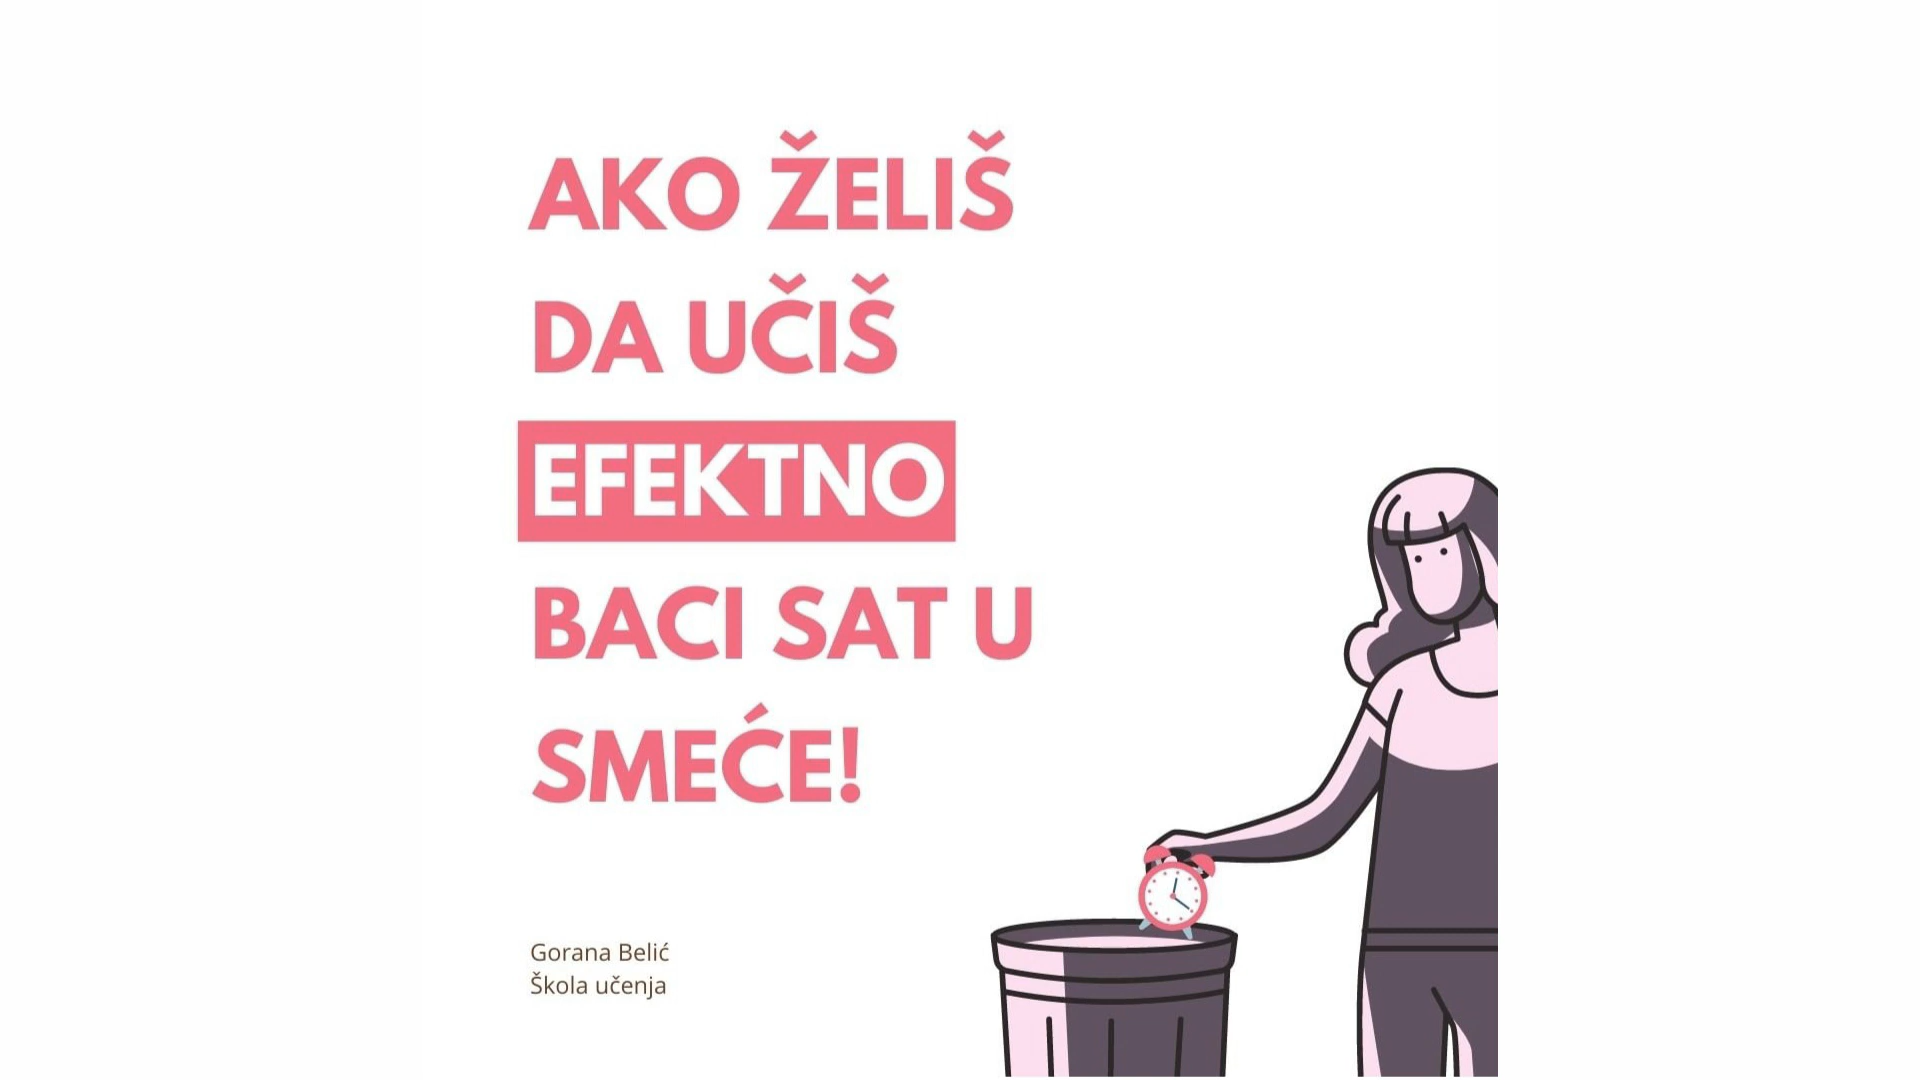 AKO ŽELIŠ
DA UČIŠ
EFEKTNO
BACI SAT U
SMEĆE!
Gorana Belić
Škola učenja